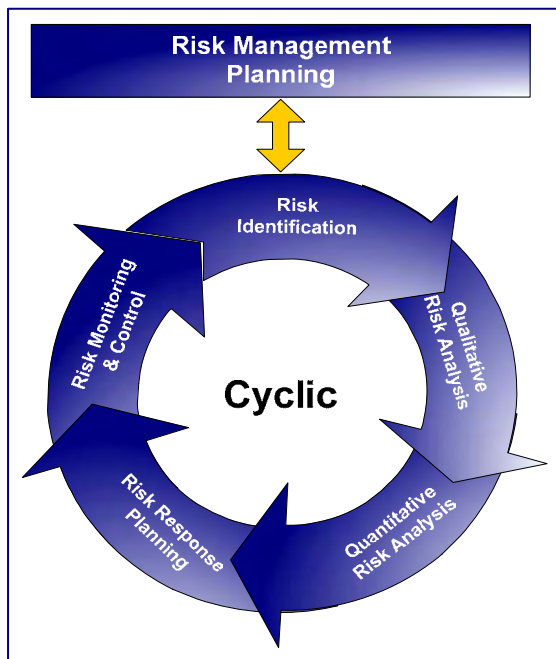 Risk Management
Planning
Risk
Identification
Qualitative
Risk Analysis
Quantitative
Risk Analysis
Risk Response
Planning
Risk Monitoring
& Control
Cyclic